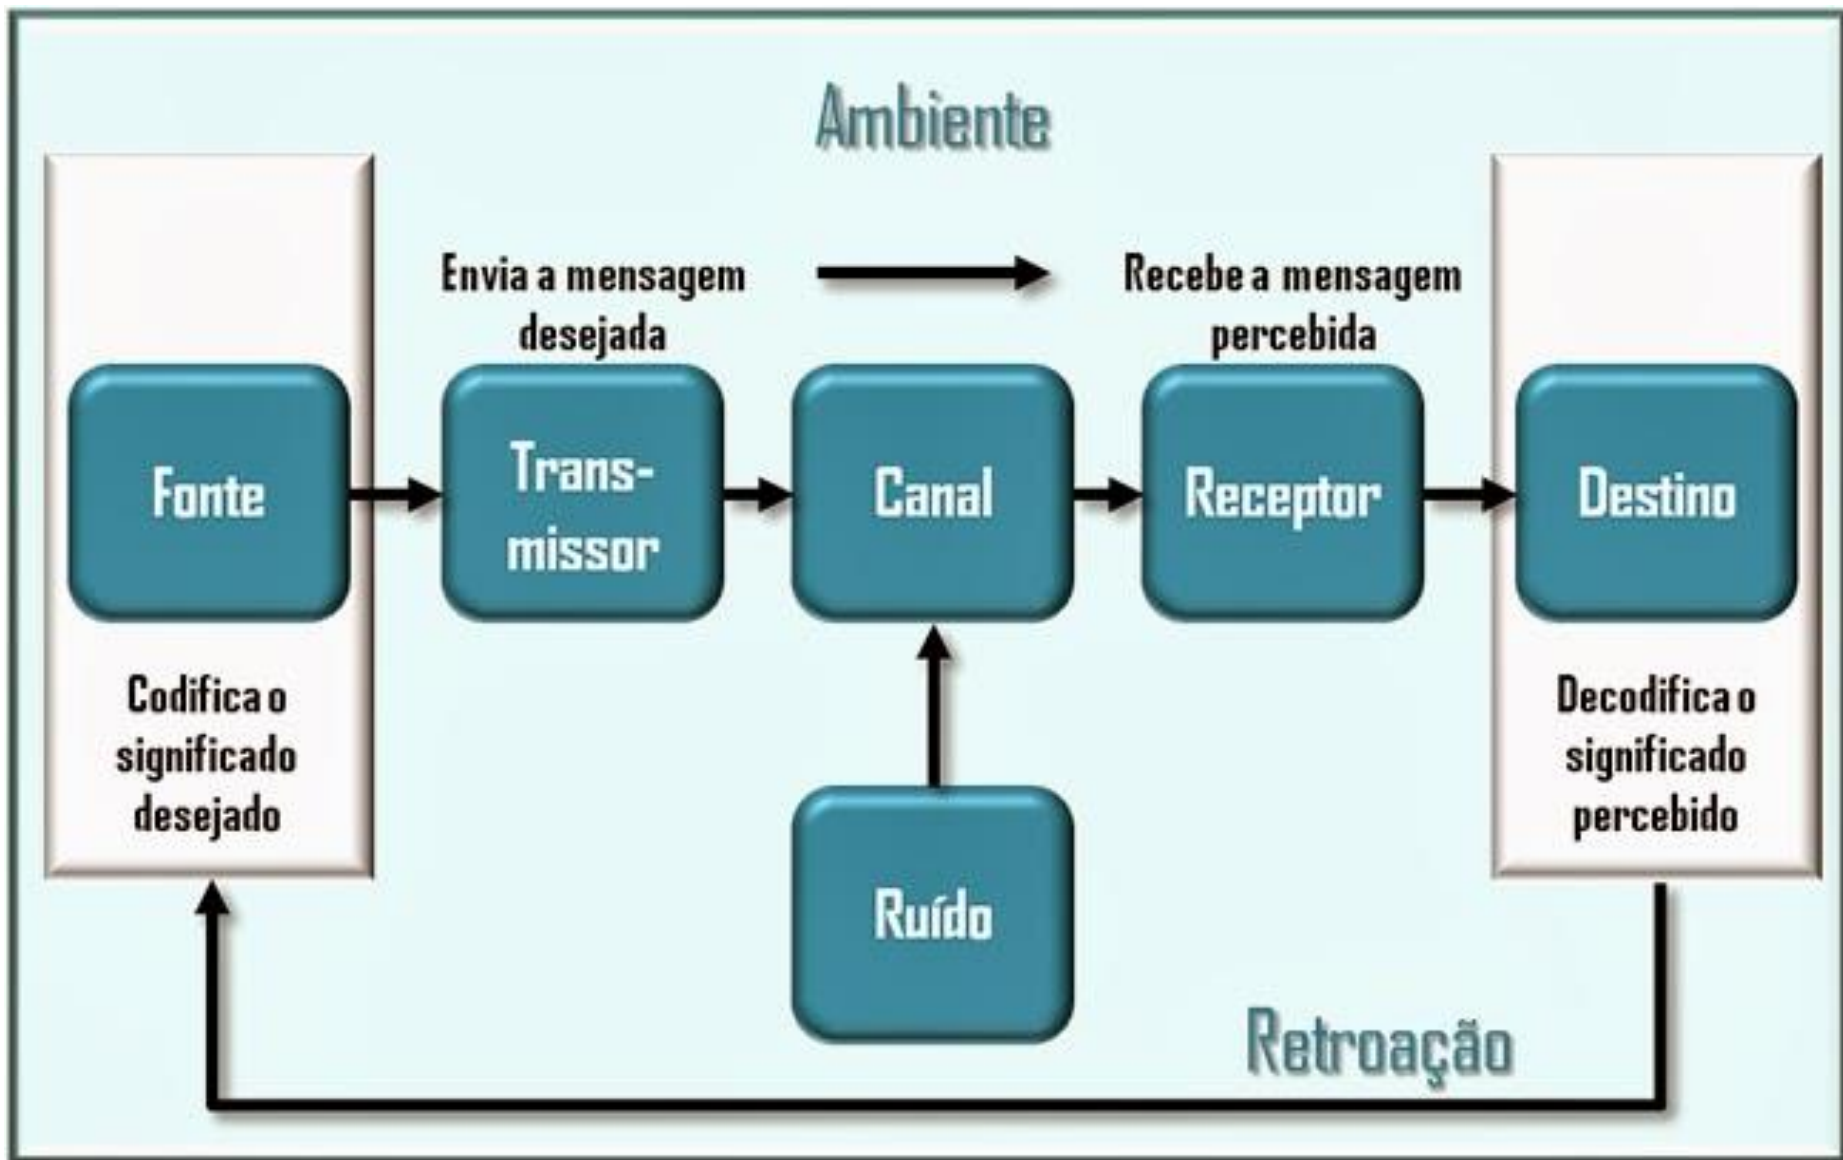 Ambiente
Envia a mensagem
desejada
Recebe a mensagem
percebida
Fonte
Trans-
missor
Canal
Receptor
Destino
Codifica o
significado
desejado
Decodifica o
significado
percebido
Ruído
Retroação